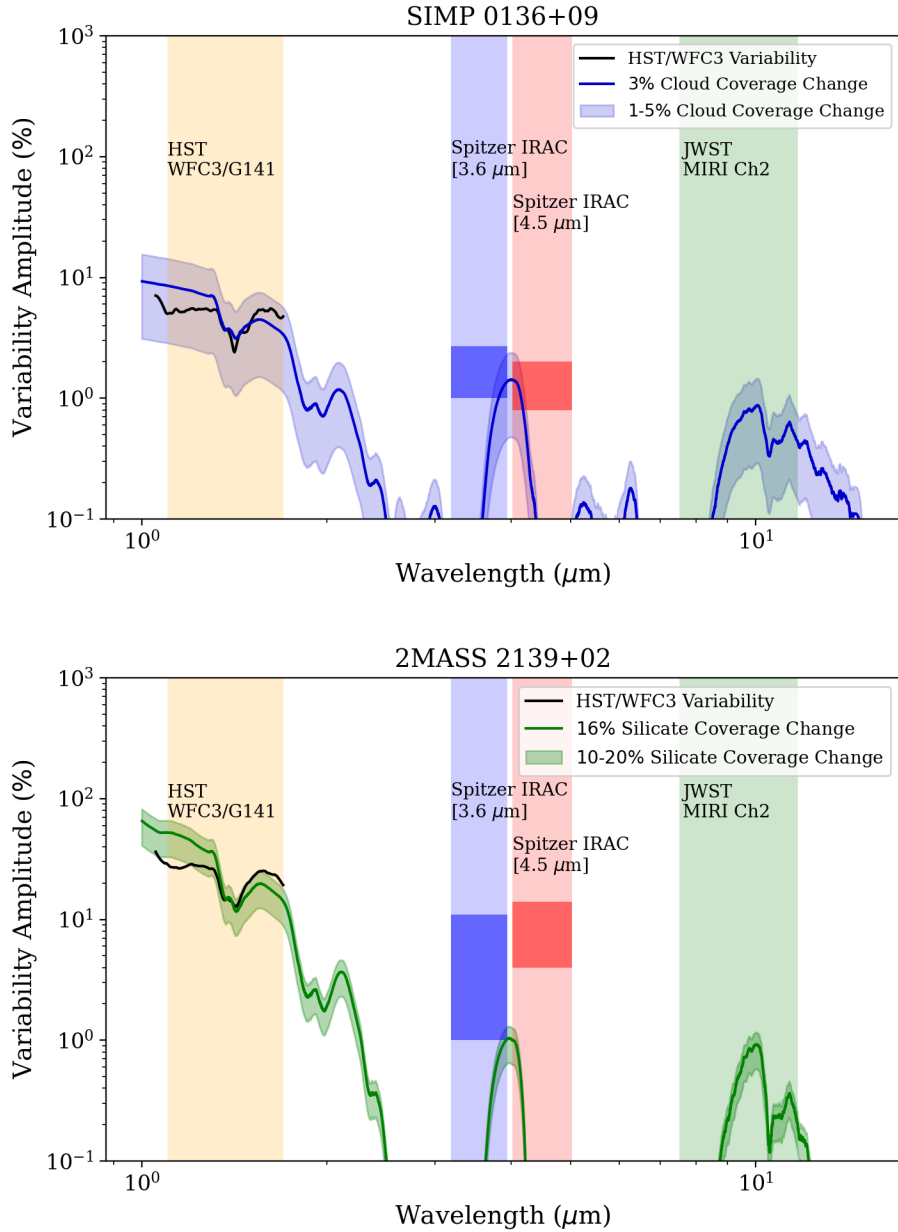 SIMP 0136+09
10³
10²
10¹
10⁰
10⁻¹
Variability Amplitude (%)
HST/WFC3 Variability
3% Cloud Coverage Change
1-5% Cloud Coverage Change
HST
WFC3/G141
Spitzer IRAC
[3.6 μm]
Spitzer IRAC
[4.5 μm]
JWST
MIRI Ch2
10⁰
10¹
Wavelength (μm)
2MASS 2139+02
10³
10²
10¹
10⁰
10⁻¹
Variability Amplitude (%)
HST/WFC3 Variability
16% Silicate Coverage Change
10-20% Silicate Coverage Change
HST
WFC3/G141
Spitzer IRAC
[3.6 μm]
Spitzer IRAC
[4.5 μm]
JWST
MIRI Ch2
10⁰
10¹
Wavelength (μm)